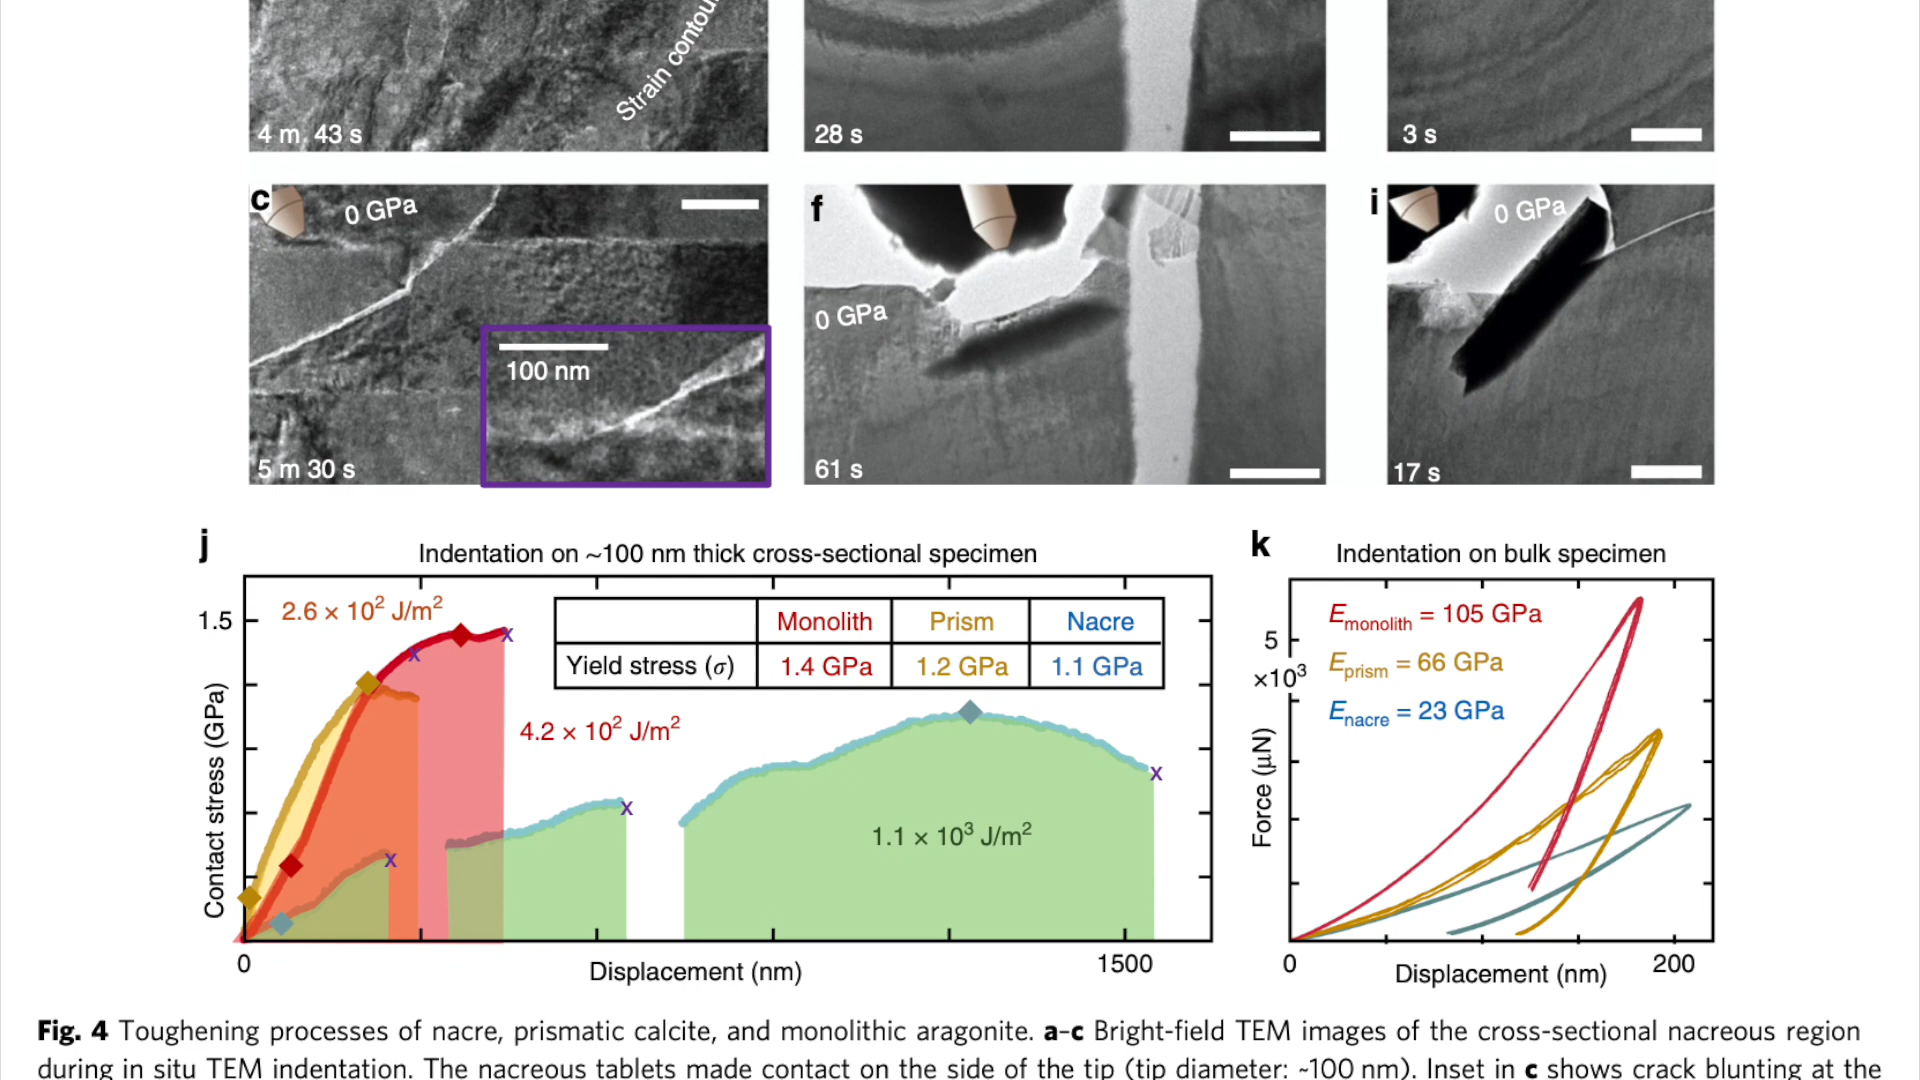 Strain contou
4 m. 43 s
28 s
3 s
c
0 GPa
100 nm
5 m 30 s
f
0 GPa
61 s
i
0 GPa
17 s
j
Indentation on ~100 nm thick cross-sectional specimen
2.6 × 10² J/m²
1.5
Monolith Prism Nacre
Yield stress (σ) 1.4 GPa 1.2 GPa 1.1 GPa
4.2 × 10² J/m²
1.1 × 10³ J/m²
x
x
x
x
x
Contact stress (GPa)
0
1500
Displacement (nm)
k
Indentation on bulk specimen
E monolith = 105 GPa
E prism = 66 GPa
E nacre = 23 GPa
5
×10³
Force (μN)
0
200
Displacement (nm)
Fig. 4 Toughening processes of nacre, prismatic calcite, and monolithic aragonite. a–c Bright-field TEM images of the cross-sectional nacreous region
during in situ TEM indentation. The nacreous tablets made contact on the side of the tip (tip diameter: ~100 nm). Inset in c shows crack blunting at the